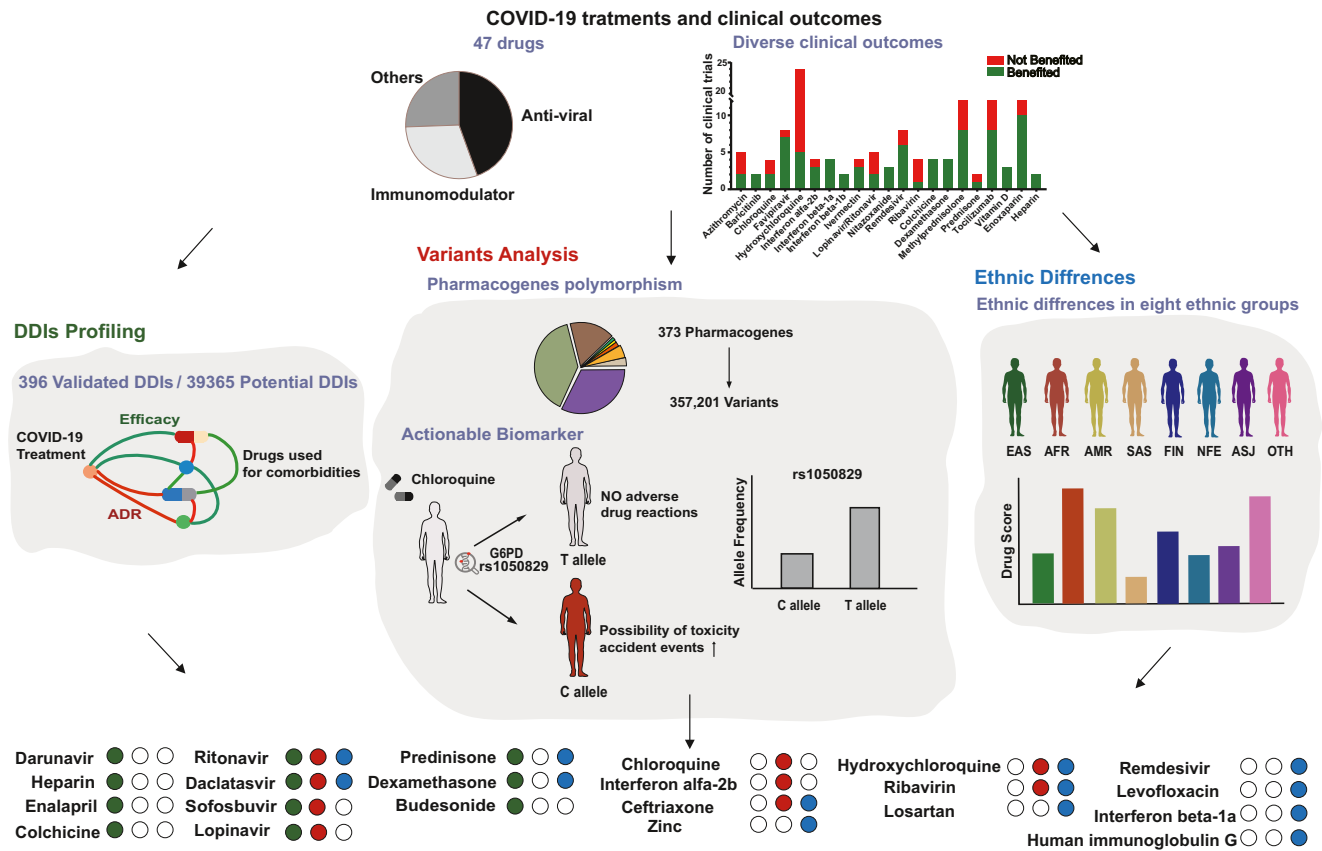 COVID-19 tratments and clinical outcomes
47 drugs
Others
Anti-viral
Immunomodulator
Diverse clinical outcomes
Not Benefited
Benefited
Number of clinical trials
25
20
10
5
0
Azithromycin
Baricitinib
Chloroquine
Favipiravir
Hydroxychloroquine
Interferon alfa-2b
Interferon beta-1a
Interferon beta-1b
Ivermectin
Lopinavir/Ritonavir
Nitazoxanide
Remdesivir
Ribavirin
Colchicine
Dexamethasone
Methylprednisolone
Prednisone
Tocilizumab
Vitamin D
Enoxaparin
Heparin
DDIs Profiling
396 Validated DDIs / 39365 Potential DDIs
Efficacy
COVID-19
Treatment
Drugs used
for comorbidities
ADR
Variants Analysis
Pharmacogenes polymorphism
373 Pharmacogenes
357,201 Variants
Actionable Biomarker
Chloroquine
G6PD
rs1050829
NO adverse
drug reactions
T allele
Possibility of toxicity
accident events ↑
C allele
rs1050829
Allele Frequency
C allele
T allele
Ethnic Diffrences
Ethnic diffrences in eight ethnic groups
EAS
AFR
AMR
SAS
FIN
NFE
ASJ
OTH
Drug Score
Darunavir
Heparin
Enalapril
Colchicine
Ritonavir
Daclatasvir
Sofosbuvir
Lopinavir
Prednisone
Dexamethasone
Budesonide
Chloroquine
Interferon alfa-2b
Ceftriaxone
Zinc
Hydroxychloroquine
Ribavirin
Losartan
Remdesivir
Levofloxacin
Interferon beta-1a
Human immunoglobulin G